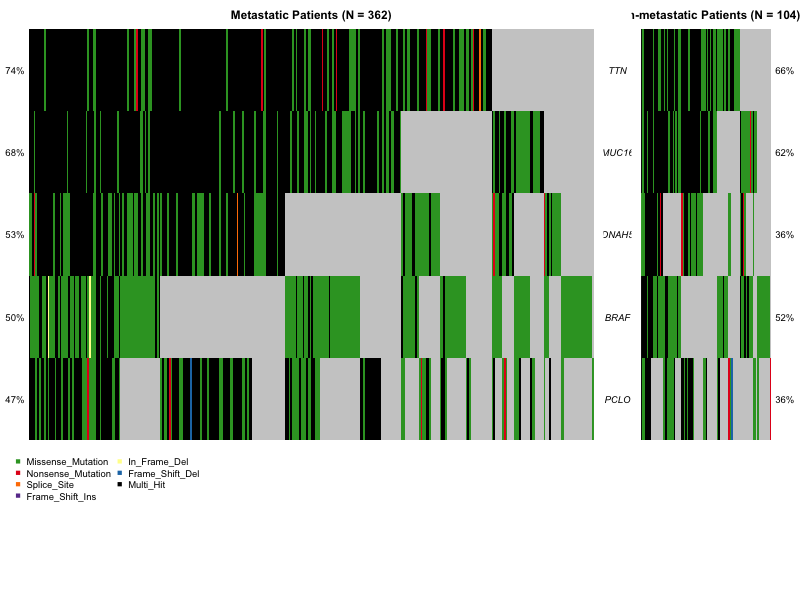 Metastatic Patients (N = 362)
-metastatic Patients (N = 104)
74%
TTN
66%
68%
MUC16
62%
53%
DNAH5
36%
50%
BRAF
52%
47%
PCLO
36%
Missense_Mutation
Nonsense_Mutation
Splice_Site
Frame_Shift_Ins
In_Frame_Del
Frame_Shift_Del
Multi_Hit